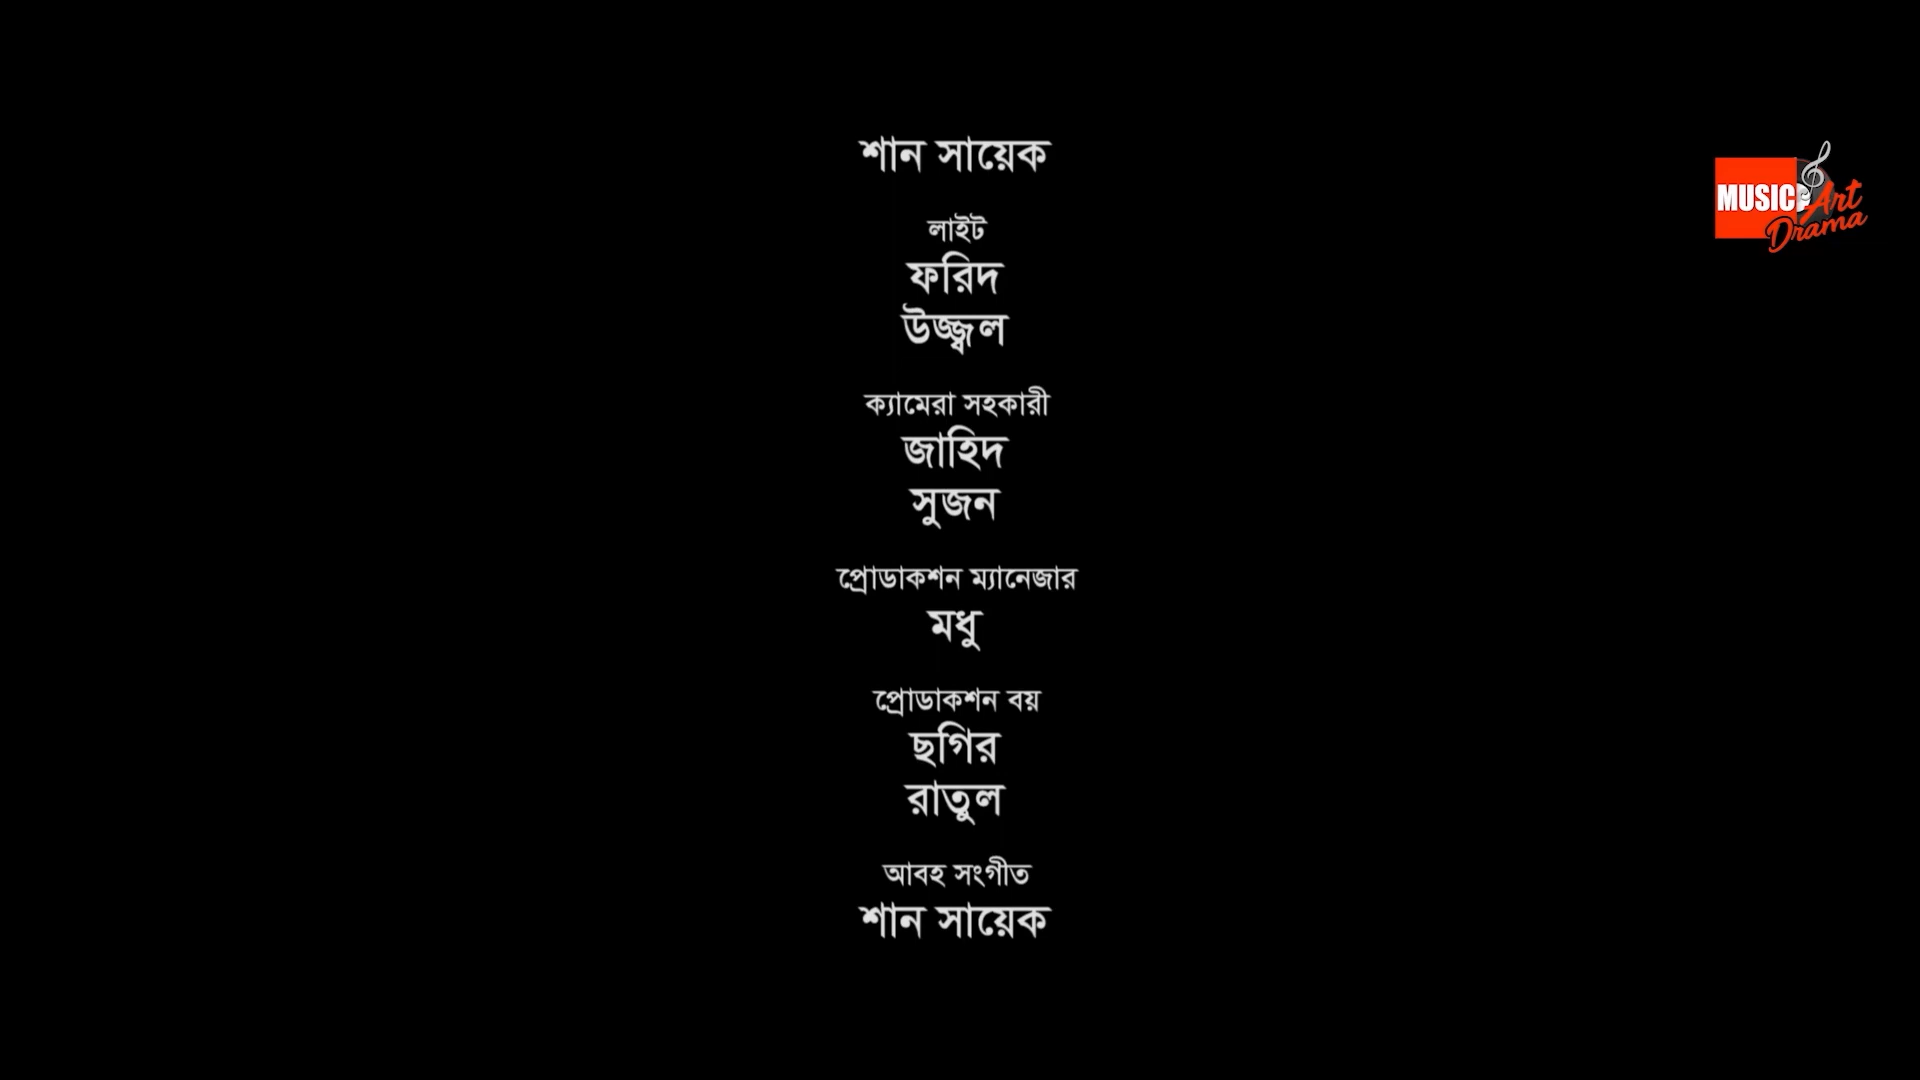 শান সায়েক
লাইট
ফরিদ
উজ্জ্বল
ক্যামেরা সহকারী
জাহিদ
সুজন
প্রোডাকশন ম্যানেজার
মধু
প্রোডাকশন বয়
ছগির
রাতুল
আবহ সংগীত
শান সায়েক
MUSIC Art
Drama